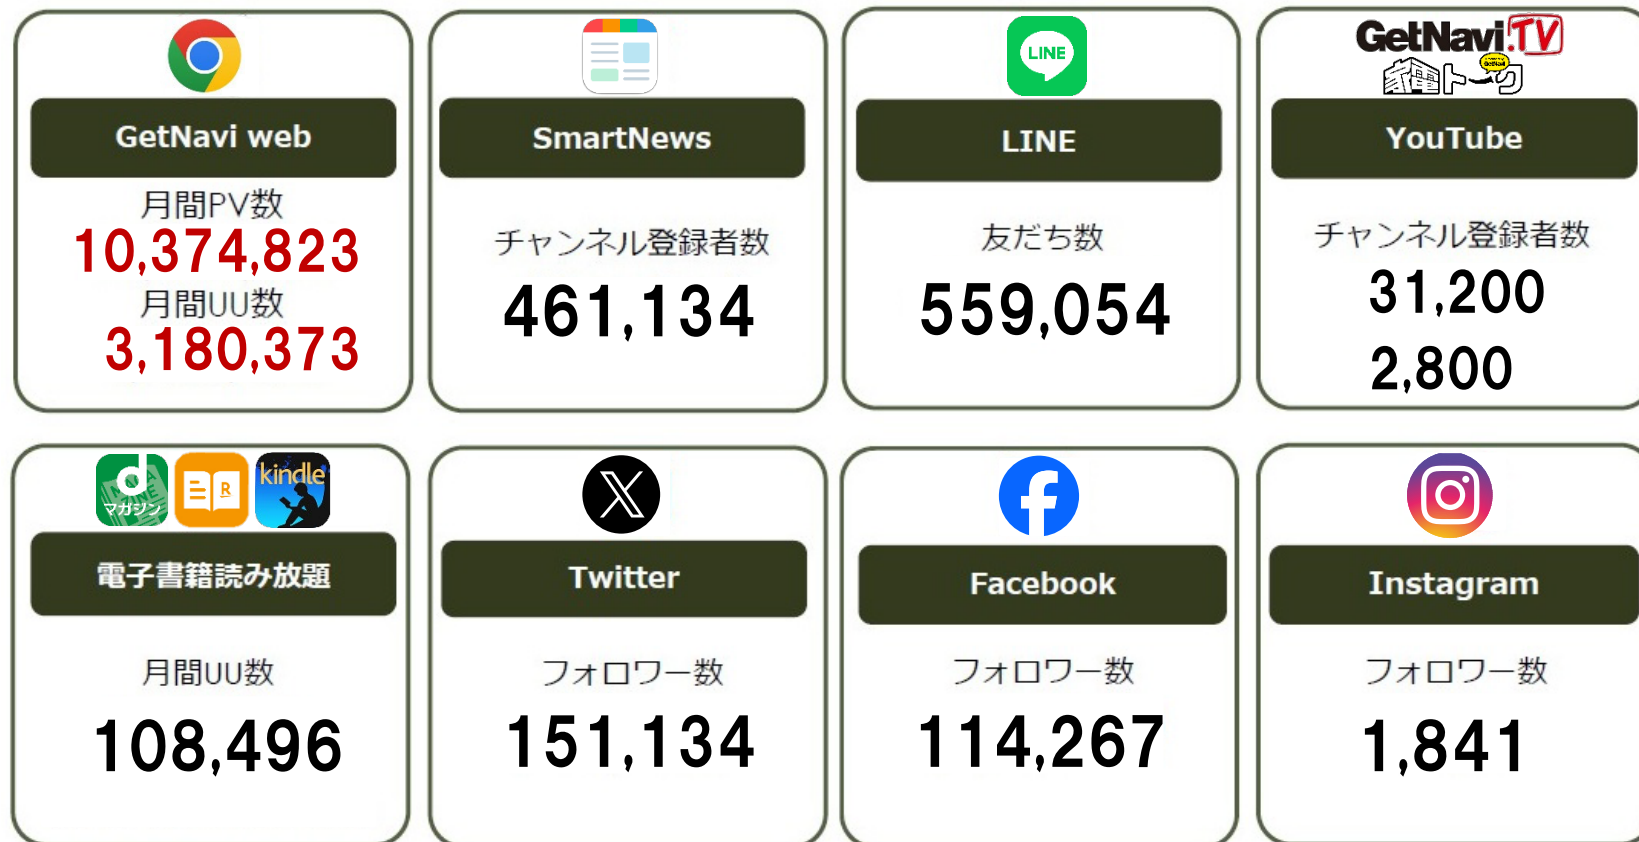 GetNavi web
月間PV数
10,374,823
月間UU数
3,180,373
SmartNews
チャンネル登録者数
461,134
LINE
LINE
友だち数
559,054
GetNavi.TV
家電トーク
GetNavi
YouTube
チャンネル登録者数
31,200
2,800
d
マガジン
R
kindle
電子書籍読み放題
月間UU数
108,496
X
Twitter
フォロワー数
151,134
f
Facebook
フォロワー数
114,267
Instagram
フォロワー数
1,841